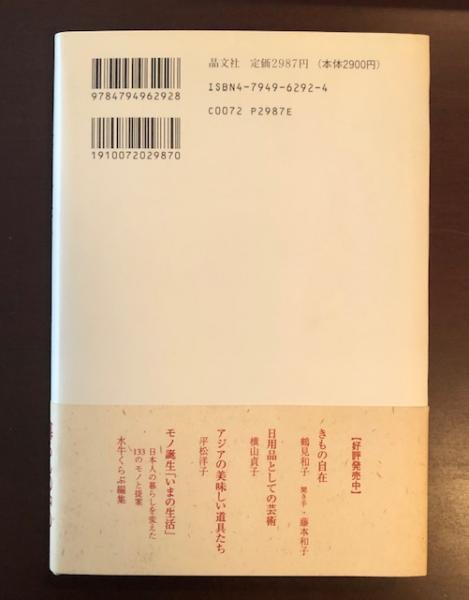 晶文社 定価2987円 (本体2900円)
9784794962928
ISBN4-7949-6292-4
C0072 P2987E
1910072029870
【好評発売中】
きもの自在
鶴見和子 聞き手・藤本和子
日用品としての芸術
横山貞子
アジアの美味しい道具たち
平松洋子
モノ誕生「いまの生活」
日本人の暮らしを変えた
133のモノと提案
水牛くらぶ編集